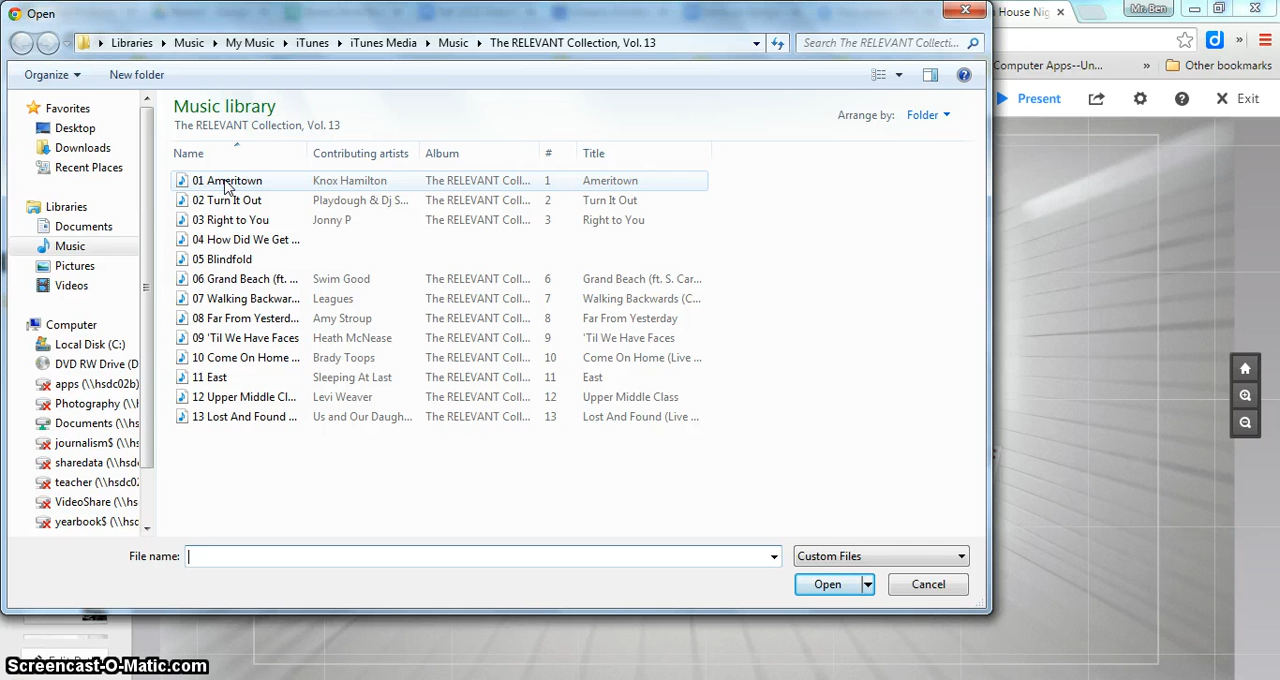 Open
House Nig
Mr. Ben
Libraries Music My Music iTunes iTunes Media Music The RELEVANT Collection, Vol. 13
Search The RELEVANT Collecti...
Computer Apps--Un...
»
Other bookmarks
Organize
New folder
Present
Exit
Favorites
Desktop
Downloads
Recent Places
Libraries
Documents
Music
Pictures
Videos
Computer
Local Disk (C:)
DVD RW Drive (D
apps (\\hsdc02b)
Photography (\\h
Documents (\\hs
journalism$ (\\h
sharedata (\\hsd
teacher (\\hsdc02
VideoShare (\\hs
yearbook$ (\\hs
Music library
The RELEVANT Collection, Vol. 13
Arrange by: Folder
Name Contributing artists Album # Title
01 Ameritown Knox Hamilton The RELEVANT Coll... 1 Ameritown
02 Turn It Out Playdough & Dj S... The RELEVANT Coll... 2 Turn It Out
03 Right to You Jonny P The RELEVANT Coll... 3 Right to You
04 How Did We Get ...
05 Blindfold
06 Grand Beach (ft. ... Swim Good The RELEVANT Coll... 6 Grand Beach (ft. S. Car...
07 Walking Backwar... Leagues The RELEVANT Coll... 7 Walking Backwards (C...
08 Far From Yesterd... Amy Stroup The RELEVANT Coll... 8 Far From Yesterday
09 'Til We Have Faces Heath McNease The RELEVANT Coll... 9 'Til We Have Faces
10 Come On Home ... Brady Toops The RELEVANT Coll... 10 Come On Home (Live ...
11 East Sleeping At Last The RELEVANT Coll... 11 East
12 Upper Middle Cl... Levi Weaver The RELEVANT Coll... 12 Upper Middle Class
13 Lost And Found ... Us and Our Daugh... The RELEVANT Coll... 13 Lost And Found (Live ...
File name:
Custom Files
Open
Cancel
Screencast-O-Matic.com